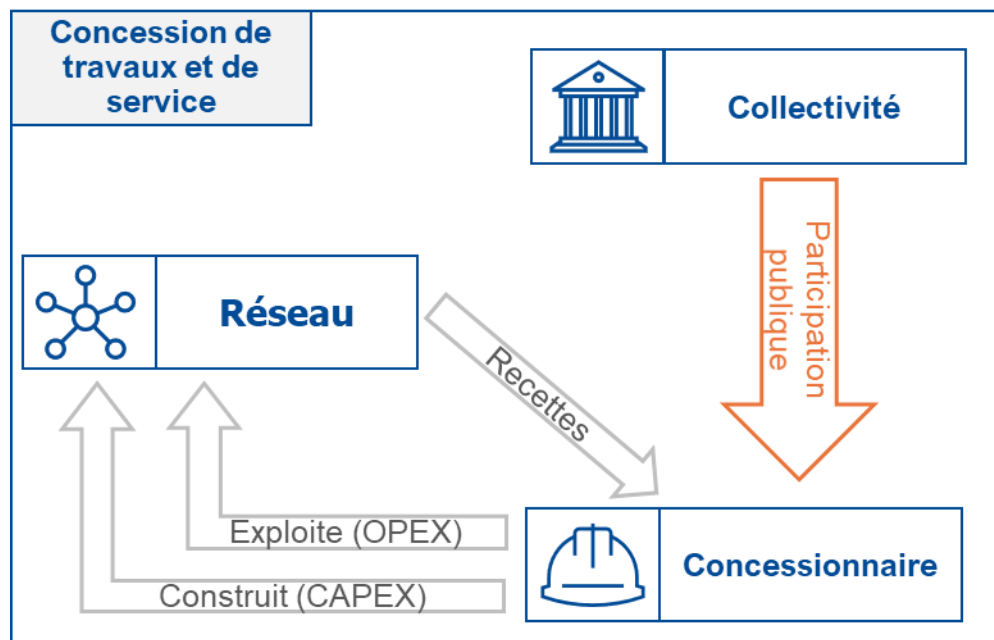 Concession de
travaux et de
service
Collectivité
Participation
publique
Réseau
Recettes
Exploite (OPEX)
Construit (CAPEX)
Concessionnaire